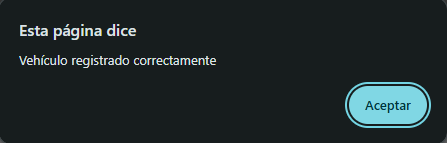 Esta página dice
Vehículo registrado correctamente
Aceptar